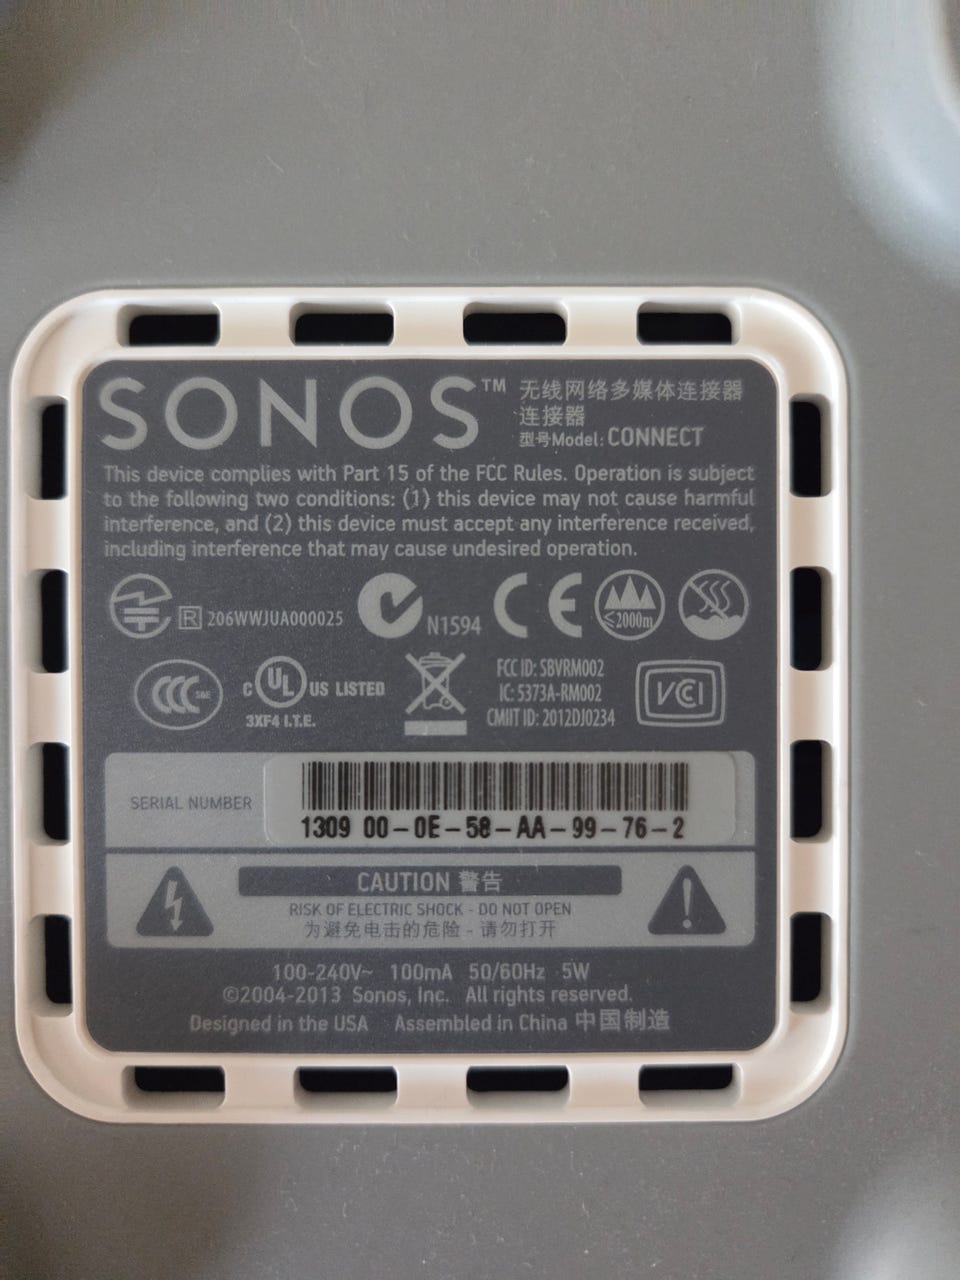 SONOS™ 无线网络多媒体连接器
连接器
型号Model: CONNECT
This device complies with Part 15 of the FCC Rules. Operation is subject
to the following two conditions: (1) this device may not cause harmful
interference, and (2) this device must accept any interference received,
including interference that may cause undesired operation.
R 206WWJUA000025 N1594 CE ≤2000m
CCC S&E C UL US LISTED
3XF4 I.T.E.
FCC ID: SBVRM002
IC: 5373A-RM002
CMIIT ID: 2012DJ0234
VCCI
SERIAL NUMBER
1309 00-0E-58-AA-99-76-2
CAUTION 警告
RISK OF ELECTRIC SHOCK - DO NOT OPEN
为避免电击的危险 - 请勿打开
100-240V~ 100mA 50/60Hz 5W
©2004-2013 Sonos, Inc. All rights reserved.
Designed in the USA Assembled in China 中国制造